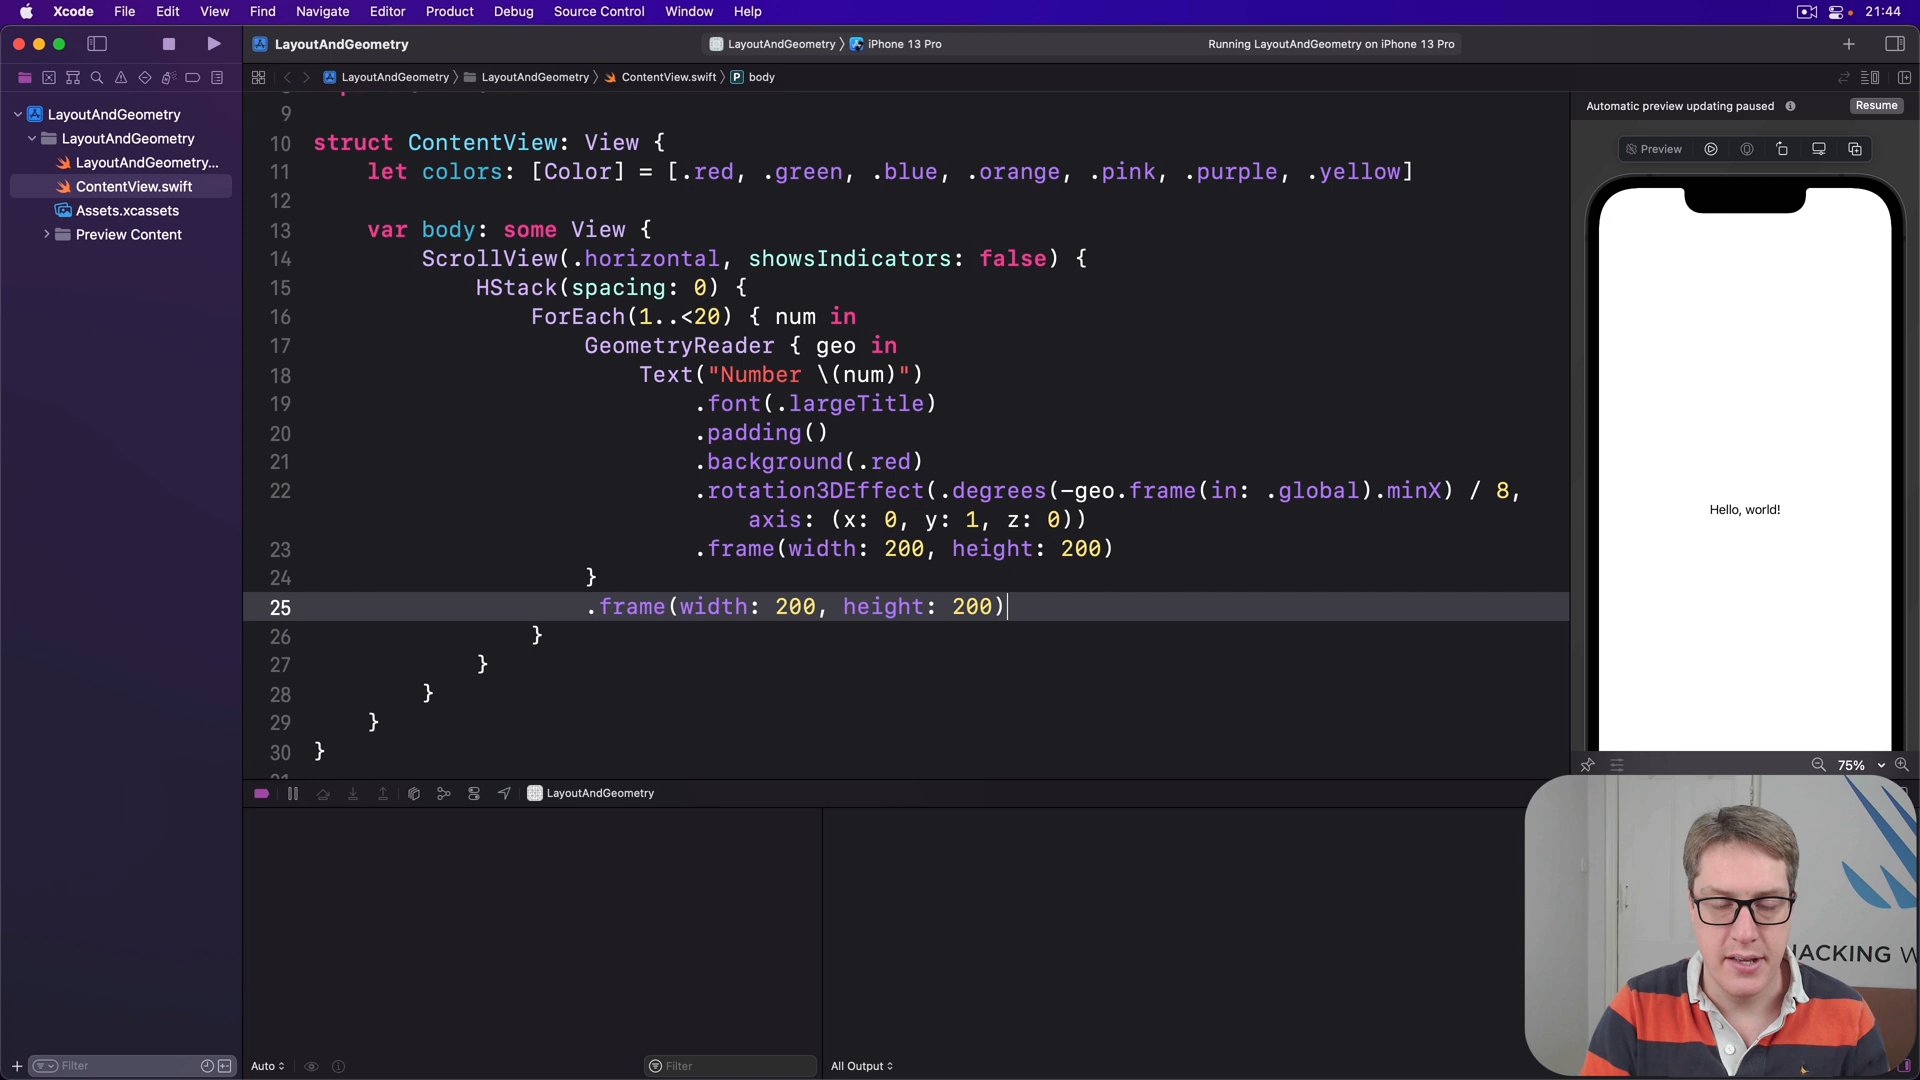 Xcode File Edit View Find Navigate Editor Product Debug Source Control Window Help 21:44
LayoutAndGeometry
LayoutAndGeometry iPhone 13 Pro
Running LayoutAndGeometry on iPhone 13 Pro
LayoutAndGeometry LayoutAndGeometry ContentView.swift P body
LayoutAndGeometry
LayoutAndGeometry
LayoutAndGeometry...
ContentView.swift
Assets.xcassets
Preview Content
9
10 struct ContentView: View {
11 let colors: [Color] = [.red, .green, .blue, .orange, .pink, .purple, .yellow]
12
13 var body: some View {
14 ScrollView(.horizontal, showsIndicators: false) {
15 HStack(spacing: 0) {
16 ForEach(1..<20) { num in
17 GeometryReader { geo in
18 Text("Number \(num)")
19 .font(.largeTitle)
20 .padding()
21 .background(.red)
22 .rotation3DEffect(.degrees(-geo.frame(in: .global).minX) / 8,
axis: (x: 0, y: 1, z: 0))
23 .frame(width: 200, height: 200)
24 }
25 .frame(width: 200, height: 200)
26 }
27 }
28 }
29 }
30 }
Automatic preview updating paused Resume
Preview
Hello, world!
75%
LayoutAndGeometry
HACKING W
Filter
Auto
Filter
All Output